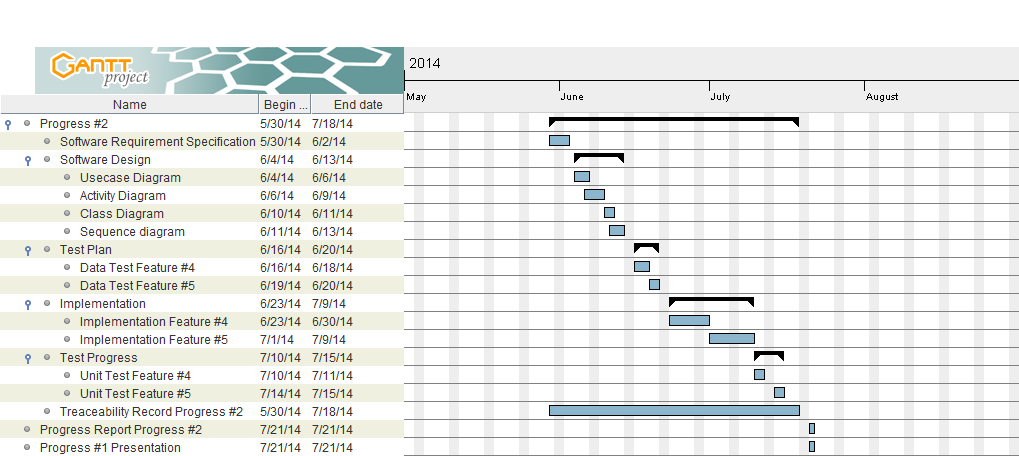 GANTT
project
2014
May June July August
Name Begin ... End date
Progress #2 5/30/14 7/18/14
Software Requirement Specification 5/30/14 6/2/14
Software Design 6/4/14 6/13/14
Usecase Diagram 6/4/14 6/6/14
Activity Diagram 6/6/14 6/9/14
Class Diagram 6/10/14 6/11/14
Sequence diagram 6/11/14 6/13/14
Test Plan 6/16/14 6/20/14
Data Test Feature #4 6/16/14 6/18/14
Data Test Feature #5 6/19/14 6/20/14
Implementation 6/23/14 7/9/14
Implementation Feature #4 6/23/14 6/30/14
Implementation Feature #5 7/1/14 7/9/14
Test Progress 7/10/14 7/15/14
Unit Test Feature #4 7/10/14 7/11/14
Unit Test Feature #5 7/14/14 7/15/14
Treaceability Record Progress #2 5/30/14 7/18/14
Progress Report Progress #2 7/21/14 7/21/14
Progress #1 Presentation 7/21/14 7/21/14